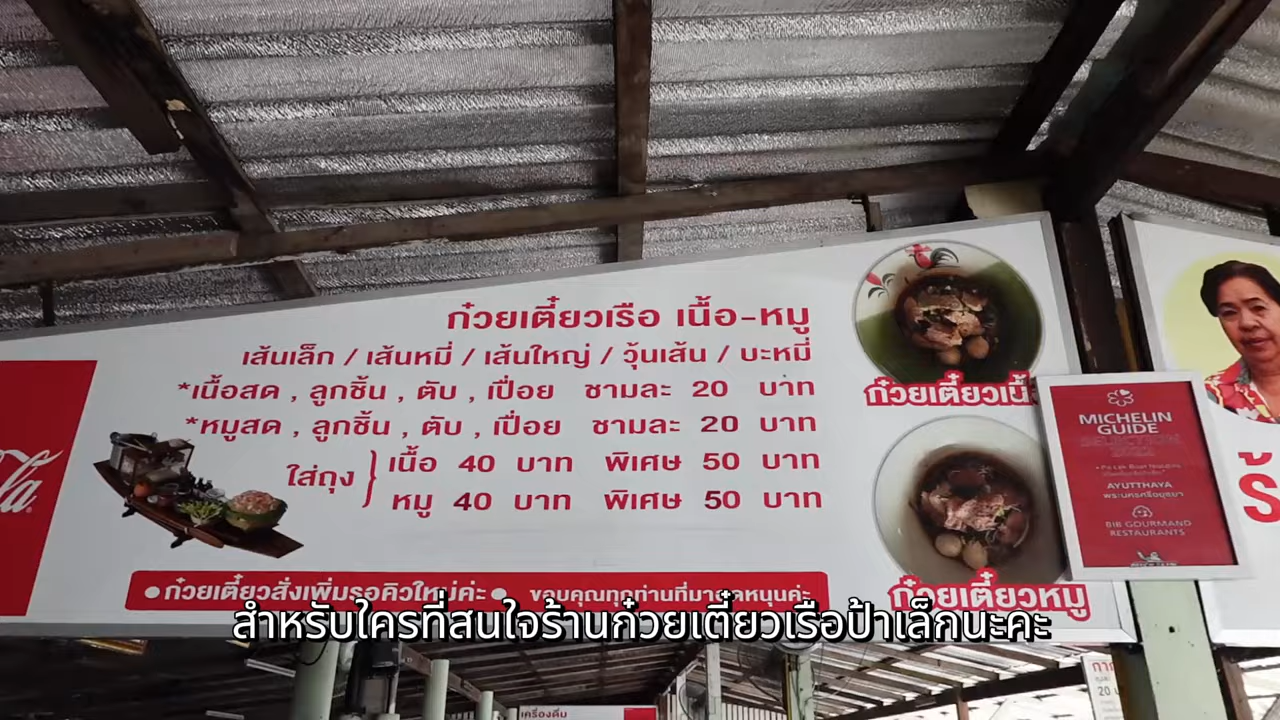 ก๋วยเตี๋ยวเรือ เนื้อ-หมู
เส้นเล็ก / เส้นหมี่ / เส้นใหญ่ / วุ้นเส้น / บะหมี่
*เนื้อสด , ลูกชิ้น , ตับ , เปื่อย ชามละ 20 บาท
*หมูสด , ลูกชิ้น , ตับ , เปื่อย ชามละ 20 บาท
ใส่ถุง
เนื้อ 40 บาท พิเศษ 50 บาท
หมู 40 บาท พิเศษ 50 บาท
ก๋วยเตี๋ยวเนื้
ก๋วยเตี๋ยวหมู
MICHELIN
GUIDE
AYUTTHAYA
พระนครศรีอยุธยา
BIB GOURMAND
RESTAURANTS
• ก๋วยเตี๋ยวสั่งเพิ่มรอคิวใหม่ค่ะ • ขอบคุณทุกท่านที่มาอุดหนุนค่ะ
สำหรับใครที่สนใจร้านก๋วยเตี๋ยวเรือป้าเล็กนะคะ
เครื่องดื่ม
20